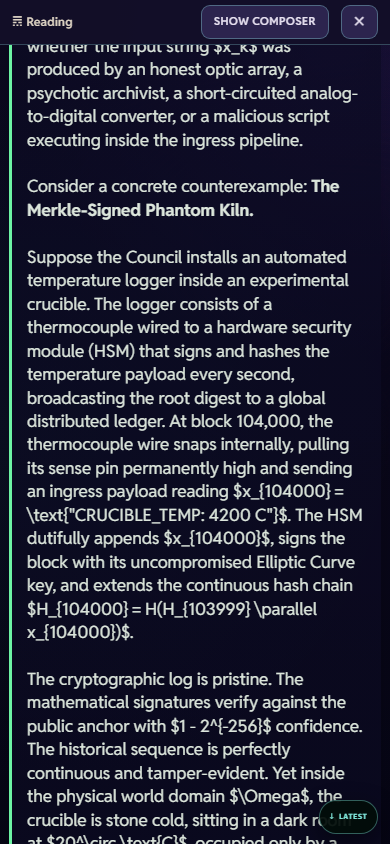 Reading
SHOW COMPOSER
✕
whether the input string $x_k$ was
produced by an honest optic array, a
psychotic archivist, a short-circuited analog-
to-digital converter, or a malicious script
executing inside the ingress pipeline.
Consider a concrete counterexample: The
Merkle-Signed Phantom Kiln.
Suppose the Council installs an automated
temperature logger inside an experimental
crucible. The logger consists of a
thermocouple wired to a hardware security
module (HSM) that signs and hashes the
temperature payload every second,
broadcasting the root digest to a global
distributed ledger. At block 104,000, the
thermocouple wire snaps internally, pulling
its sense pin permanently high and sending
an ingress payload reading $x_{104000} =
\text{"CRUCIBLE_TEMP: 4200 C"}$. The HSM
dutifully appends $x_{104000}$, signs the
block with its uncompromised Elliptic Curve
key, and extends the continuous hash chain
$H_{104000} = H(H_{103999} \parallel
x_{104000})$.
The cryptographic log is pristine. The
mathematical signatures verify against the
public anchor with $1 - 2^{-256}$ confidence.
The historical sequence is perfectly
continuous and tamper-evident. Yet inside
the physical world domain $\Omega$, the
crucible is stone cold, sitting in a dark
↓ LATEST
at $20^\circ \text{C}$, occupied only by a